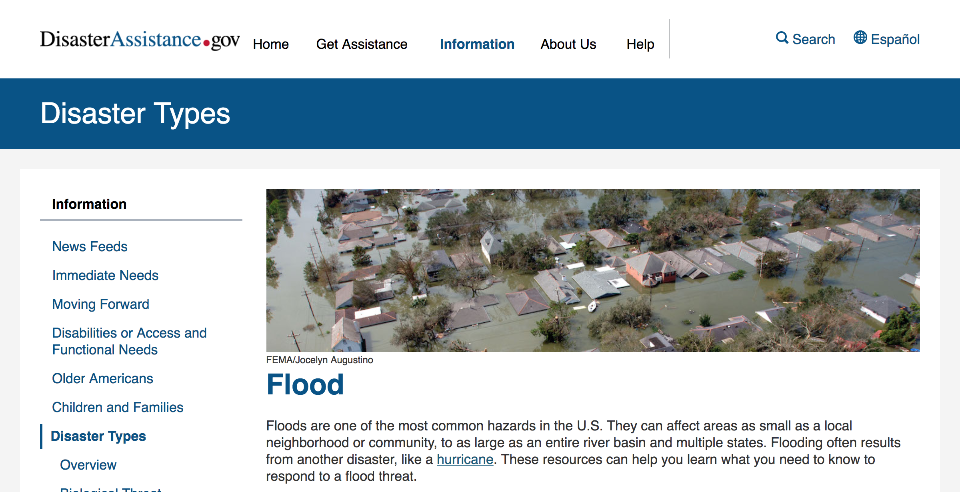 DisasterAssistance.gov
Home Get Assistance Information About Us Help
Search Español
Disaster Types
Information
News Feeds
Immediate Needs
Moving Forward
Disabilities or Access and
Functional Needs
Older Americans
Children and Families
Disaster Types
Overview
Biological Threat
FEMA/Jocelyn Augustino
Flood
Floods are one of the most common hazards in the U.S. They can affect areas as small as a local
neighborhood or community, to as large as an entire river basin and multiple states. Flooding often results
from another disaster, like a hurricane. These resources can help you learn what you need to know to
respond to a flood threat.